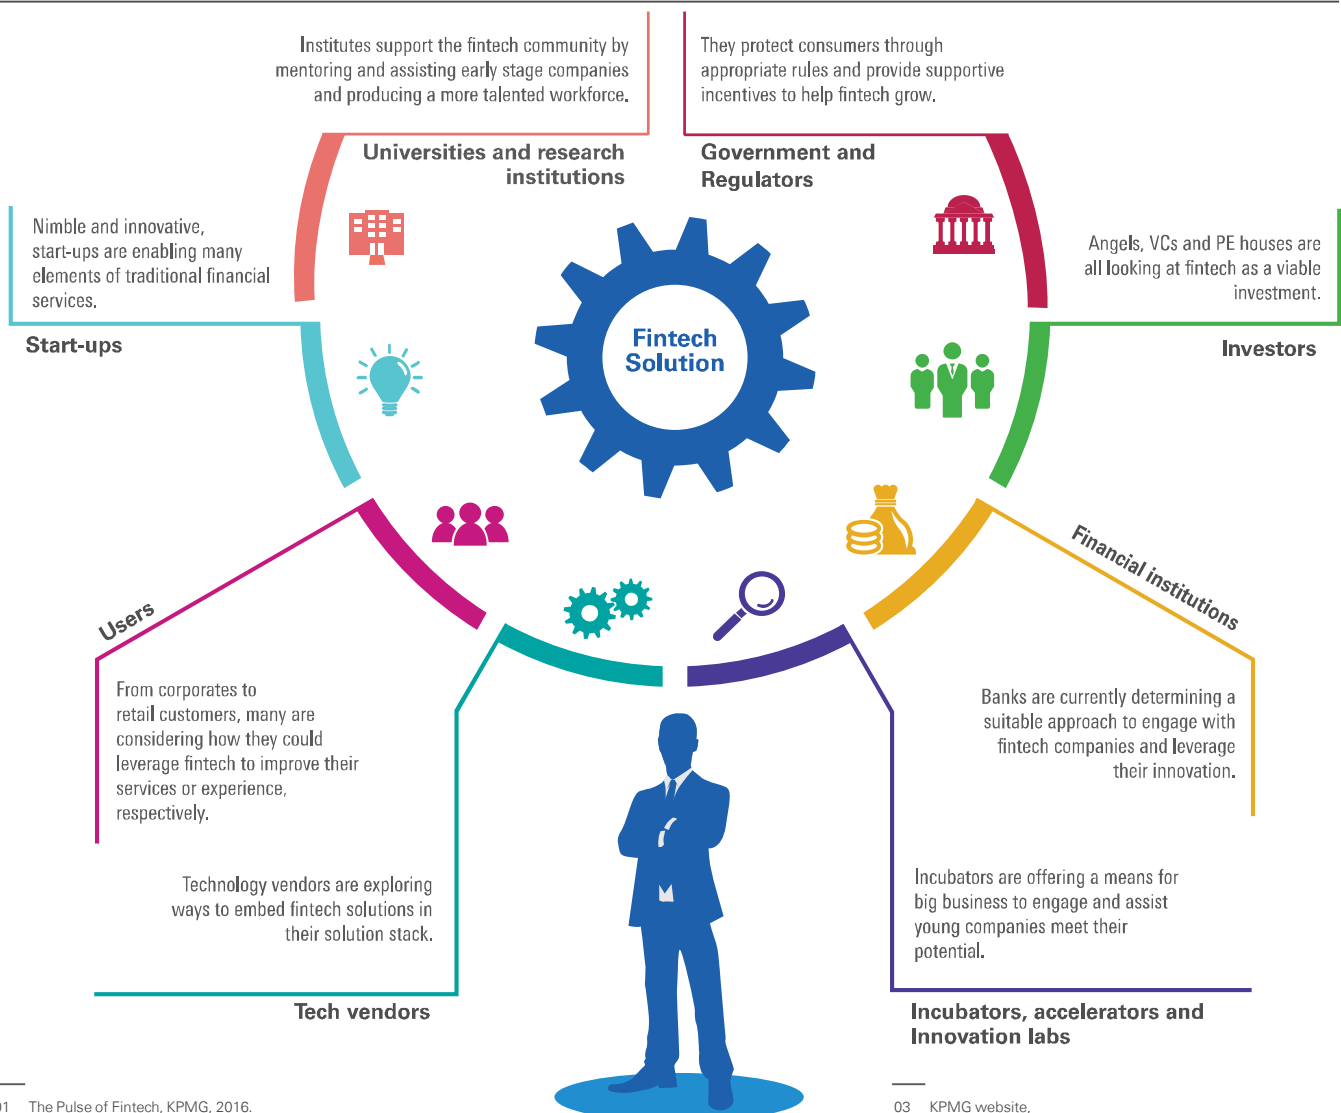 Institutes support the fintech community by
mentoring and assisting early stage companies
and producing a more talented workforce.
Universities and research
institutions
They protect consumers through
appropriate rules and provide supportive
incentives to help fintech grow.
Government and
Regulators
Nimble and innovative,
start-ups are enabling many
elements of traditional financial
services.
Start-ups
Angels, VCs and PE houses are
all looking at fintech as a viable
investment.
Investors
Fintech
Solution
Users
From corporates to
retail customers, many are
considering how they could
leverage fintech to improve their
services or experience,
respectively.
Financial institutions
Banks are currently determining a
suitable approach to engage with
fintech companies and leverage
their innovation.
Technology vendors are exploring
ways to embed fintech solutions in
their solution stack.
Tech vendors
Incubators are offering a means for
big business to engage and assist
young companies meet their
potential.
Incubators, accelerators and
Innovation labs
01 The Pulse of Fintech, KPMG, 2016.
03 KPMG website,